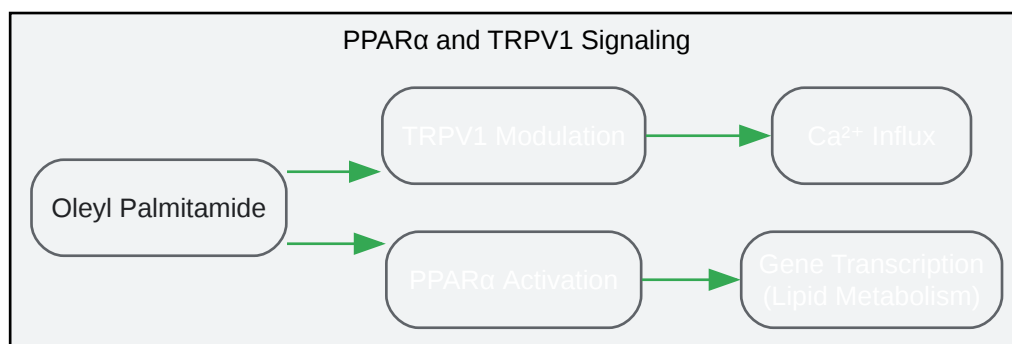 PPARα and TRPV1 Signaling
TRPV1 Modulation
Ca²⁺ Influx
Oleyl Palmitamide
PPARα Activation
Gene Transcription
(Lipid Metabolism)